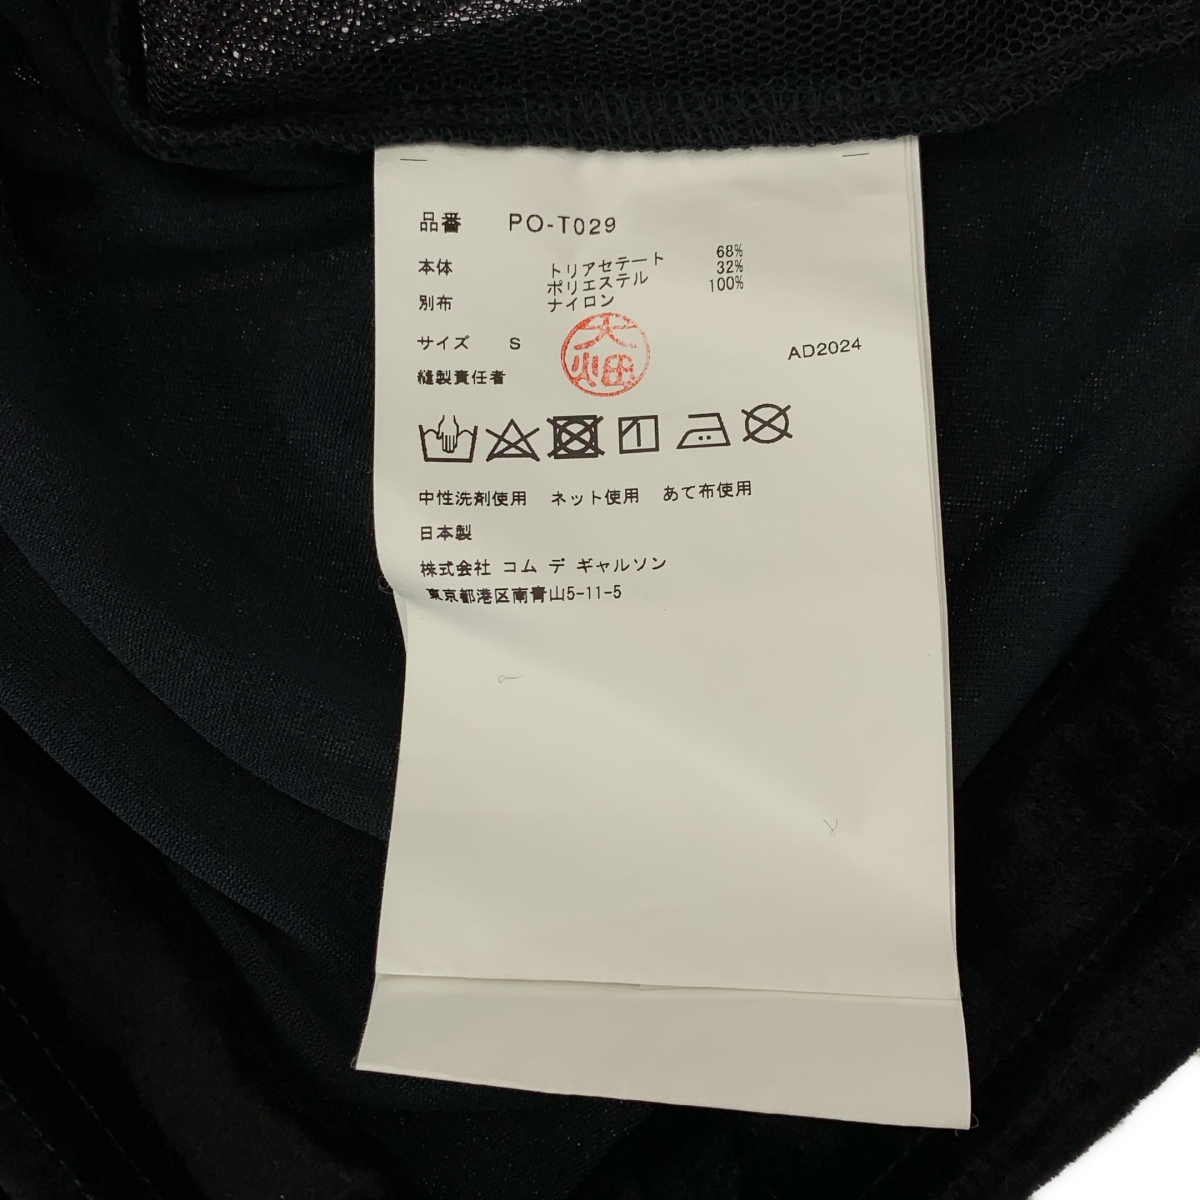 品番 PO-T029
本体 トリアセテート 68%
ポリエステル 32%
別布 ナイロン 100%
サイズ S
大畑
AD2024
縫製責任者
中性洗剤使用 ネット使用 あて布使用
日本製
株式会社 コム デ ギャルソン
東京都港区南青山5-11-5